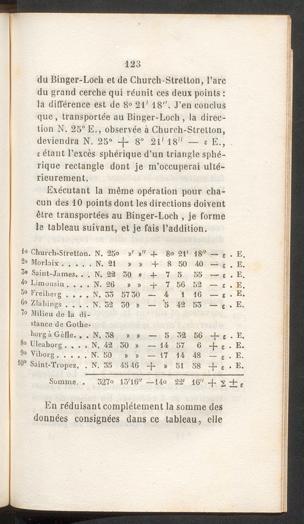 123
du Binger-Loch et de Church-Stretton, l'arc
du grand cercle qui réunit ces deux points :
la différence est de 8° 21' 18". J'en conclus
que, transportée au Binger-Loch, la direc-
tion N. 25° E., observée à Church-Stretton,
deviendra N. 25° + 8° 21' 18" — ε E.,
ε étant l'excès sphérique d'un triangle sphé-
rique rectangle dont je m'occuperai ulté-
rieurement.
Exécutant la même opération pour cha-
cun des 10 points dont les directions doivent
être transportées au Binger-Loch, je forme
le tableau suivant, et je fais l'addition.
1° Church-Stretton. N. 25° »' »" + 8° 21' 18" — ε. E.
2° Morlaix . . . . . N. 21 » » + 8 50 40 — ε. E.
3° Saint-James. . . N. 22 30 » + 7 5 55 — ε. E.
4° Limousin . . . . N. 26 » » + 7 56 52 — ε. E.
5° Freiberg . . . . N. 35 57 30 — 4 1 16 — ε. E.
6° Zlabings . . . . N. 32 30 » — 5 42 53 — ε. E.
7° Milieu de la di-
stance de Gothe-
borg à Gëfle. . . N. 38 » » — 5 32 56 + ε. E.
8° Uleaborg . . . . N. 42 30 » — 14 57 6 + ε. E.
9° Viborg . . . . . N. 50 » » — 17 14 48 — ε. E.
10° Saint-Tropez. . N. 35 45 46 + » 51 58 + ε. E.
Somme. . 327° 13'16" — 14° 22' 16" + Σ ± ε
En réduisant complétement la somme des
données consignées dans ce tableau, elle